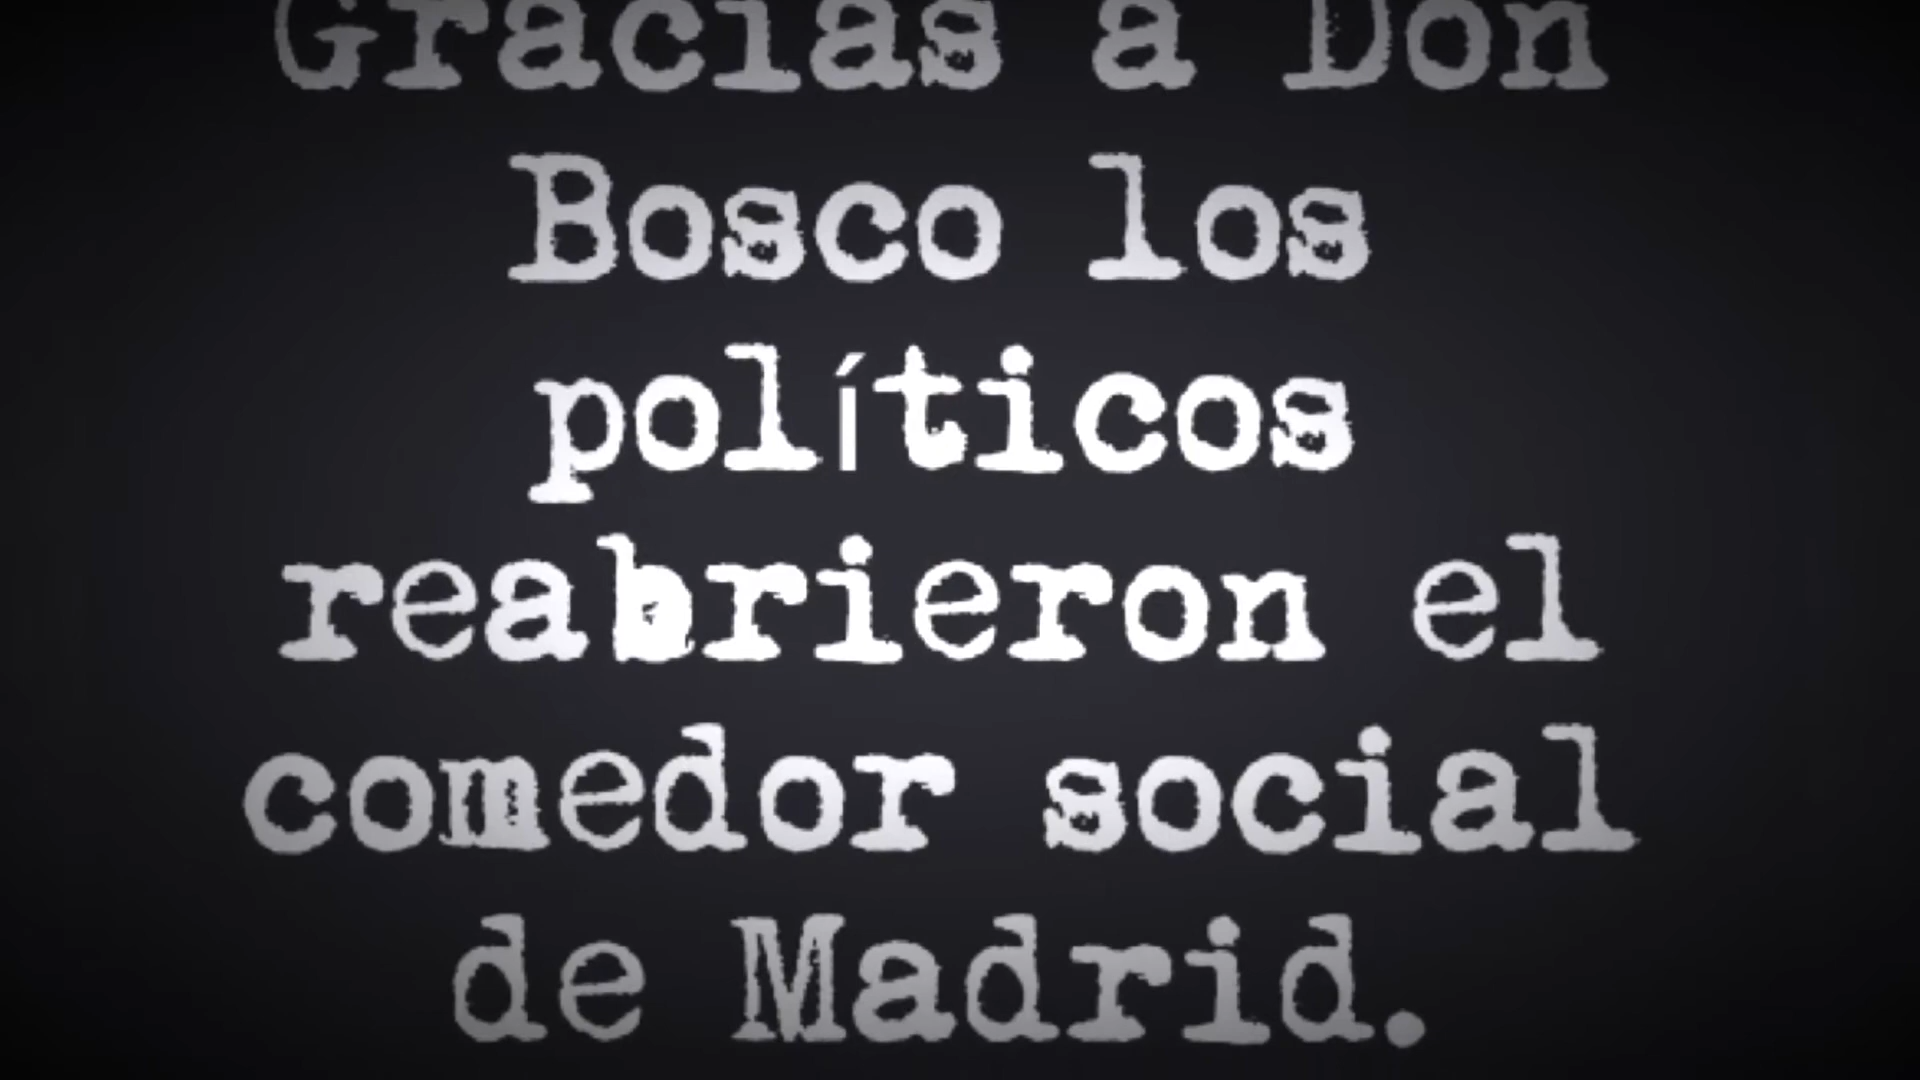 Gracias a Don
Bosco los
políticos
reabrieron el
comedor social
de Madrid.